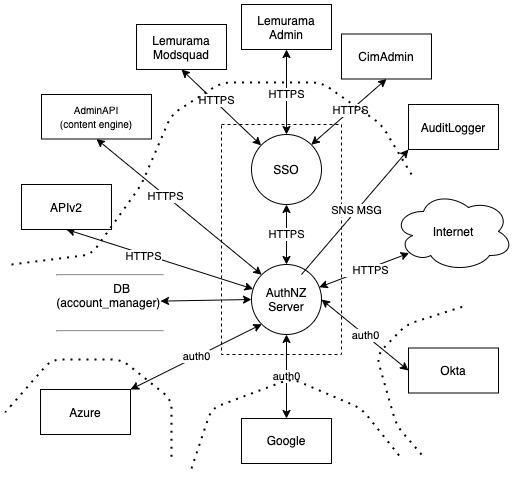 Lemurama
Modsquad
Lemurama
Admin
CimAdmin
HTTPS
HTTPS
HTTPS
AdminAPI
(content engine)
AuditLogger
SSO
APIv2
HTTPS
SNS MSG
HTTPS
Internet
HTTPS
HTTPS
DB
(account_manager)
AuthNZ
Server
auth0
auth0
auth0
Azure
Google
Okta